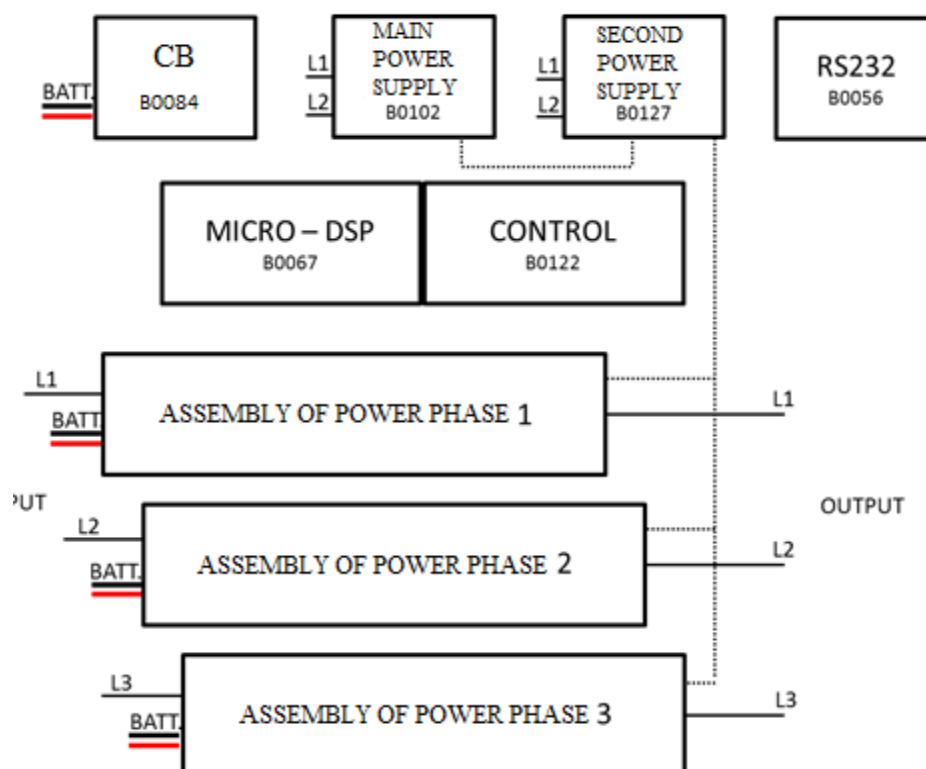 CB
B0084
BATT.
MAIN
POWER
SUPPLY
B0102
L1
L2
SECOND
POWER
SUPPLY
B0127
L1
L2
RS232
B0056
MICRO – DSP
B0067
CONTROL
B0122
L1
BATT.
ASSEMBLY OF POWER PHASE 1
L1
PUT
OUTPUT
L2
BATT.
ASSEMBLY OF POWER PHASE 2
L2
L3
BATT.
ASSEMBLY OF POWER PHASE 3
L3